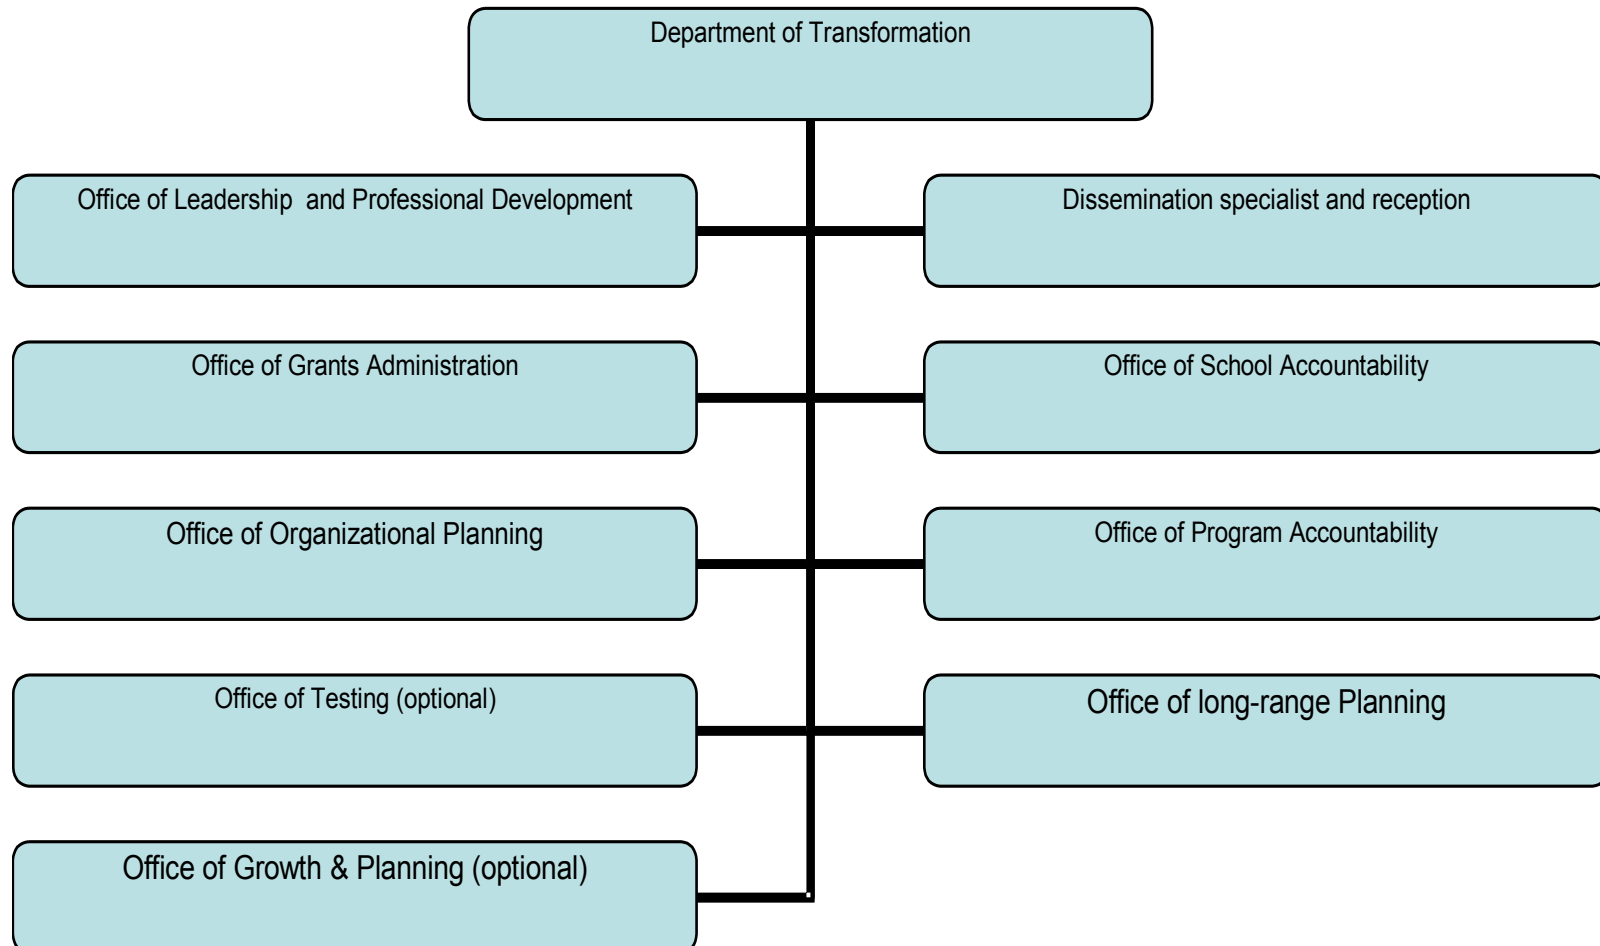 Department of Transformation
Office of Leadership  and Professional Development
Dissemination specialist and reception
Office of Grants Administration
Office of School Accountability
Office of Organizational Planning
Office of Program Accountability
Office of Testing (optional)
Office of long-range Planning
Office of Growth & Planning (optional)